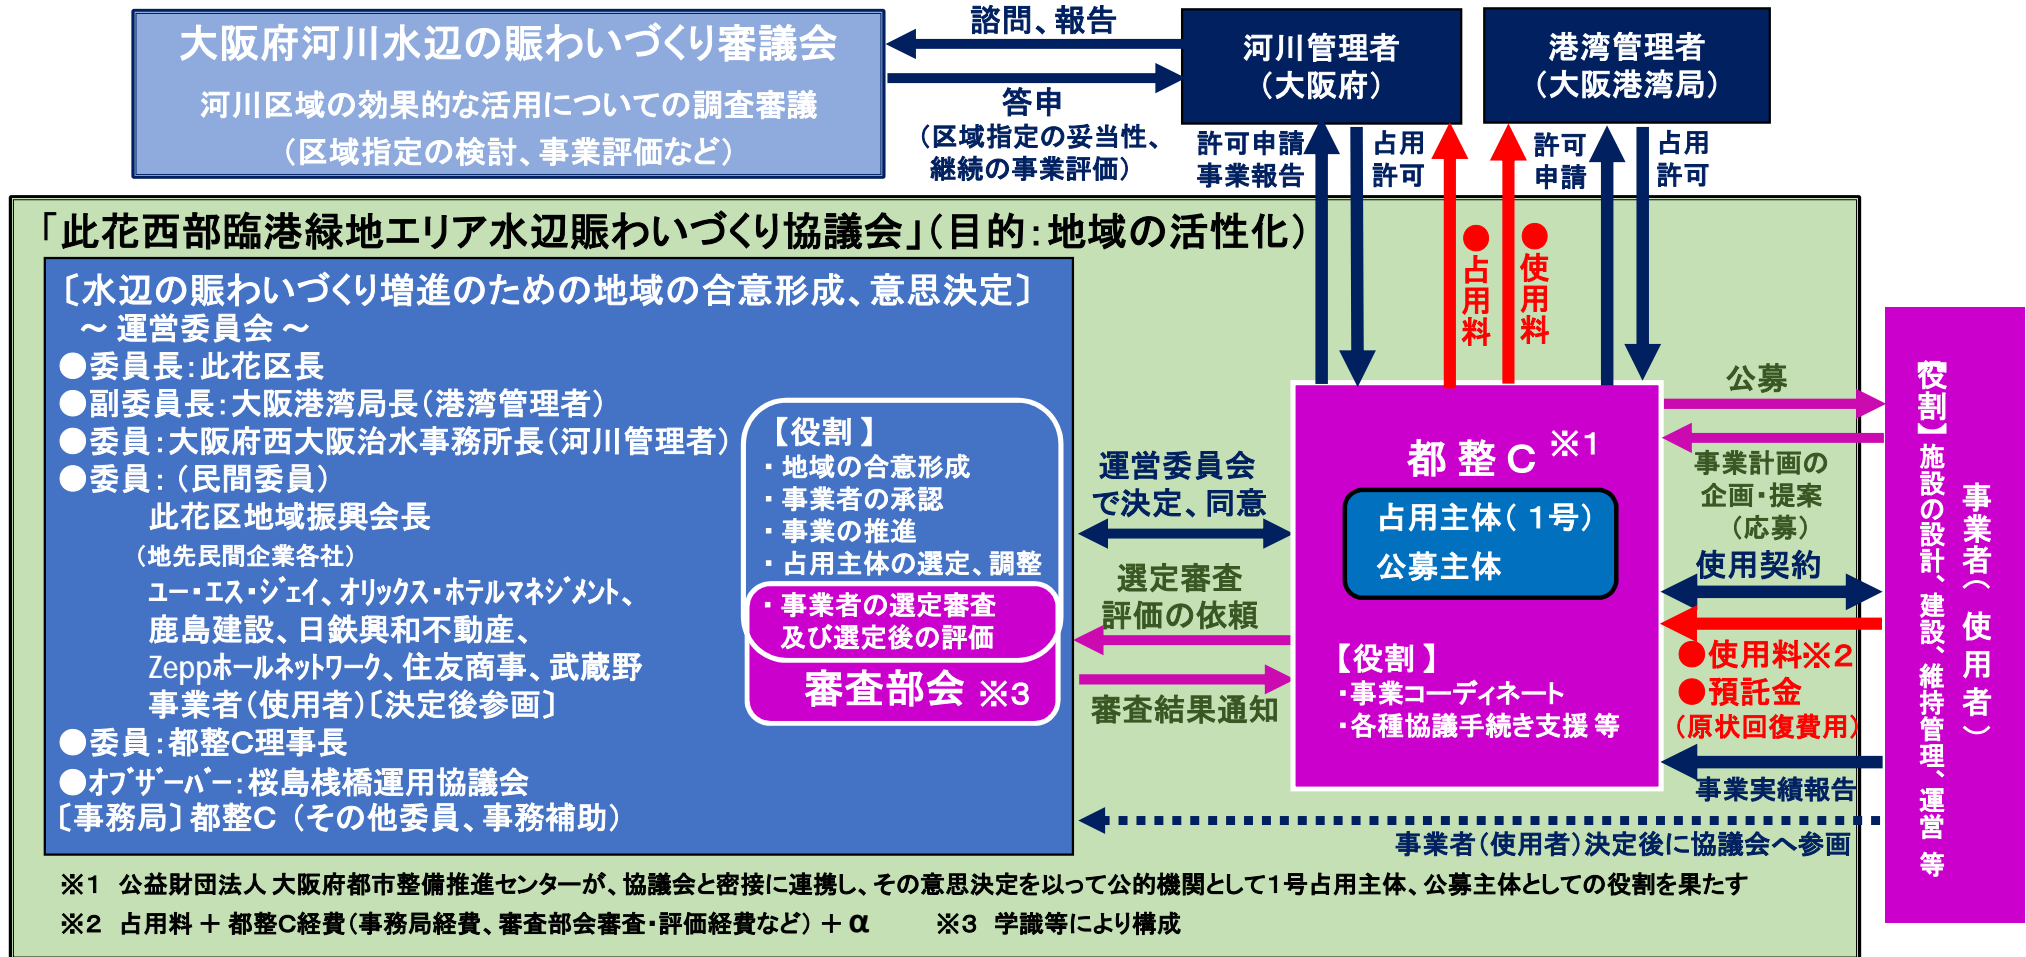 大阪府河川水辺の賑わいづくり審議会
河川区域の効果的な活用についての調査審議
（区域指定の検討、事業評価など）
諮問、報告
答申
（区域指定の妥当性、
継続の事業評価）
河川管理者
（大阪府）
港湾管理者
（大阪港湾局）
許可申請
事業報告
占用
許可
許可
申請
占用
許可
●占用料
●使用料
「此花西部臨港緑地エリア水辺賑わいづくり協議会」（目的：地域の活性化）
〔水辺の賑わいづくり増進のための地域の合意形成、意思決定〕
～ 運営委員会 ～
●委員長：此花区長
●副委員長：大阪港湾局長（港湾管理者）
●委員：大阪府西大阪治水事務所長（河川管理者）
●委員：（民間委員）
此花区地域振興会長
（地先民間企業各社）
ユー・エス・ジェイ、オリックス・ホテルマネジメント、
鹿島建設、日鉄興和不動産、
Zeppホールネットワーク、住友商事、武蔵野
事業者（使用者）〔決定後参画〕
●委員：都整C理事長
●オブザーバー：桜島桟橋運用協議会
〔事務局〕都整C（その他委員、事務補助）
【役割】
・地域の合意形成
・事業者の承認
・事業の推進
・占用主体の選定、調整
・事業者の選定審査
及び選定後の評価
審査部会 ※3
運営委員会
で決定、同意
選定審査
評価の依頼
審査結果通知
都整C ※1
占用主体（1号）
公募主体
【役割】
・事業コーディネート
・各種協議手続き支援 等
公募
事業計画の
企画・提案
（応募）
使用契約
●使用料※2
●預託金
（原状回復費用）
事業実績報告
事業者（使用者）決定後に協議会へ参画
事業者（使用者）
【役割】施設の設計、建設、維持管理、運営 等
※1 公益財団法人 大阪府都市整備推進センターが、協議会と密接に連携し、その意思決定を以って公的機関として1号占用主体、公募主体としての役割を果たす
※2 占用料 + 都整C経費（事務局経費、審査部会審査・評価経費など）+ α
※3 学識等により構成